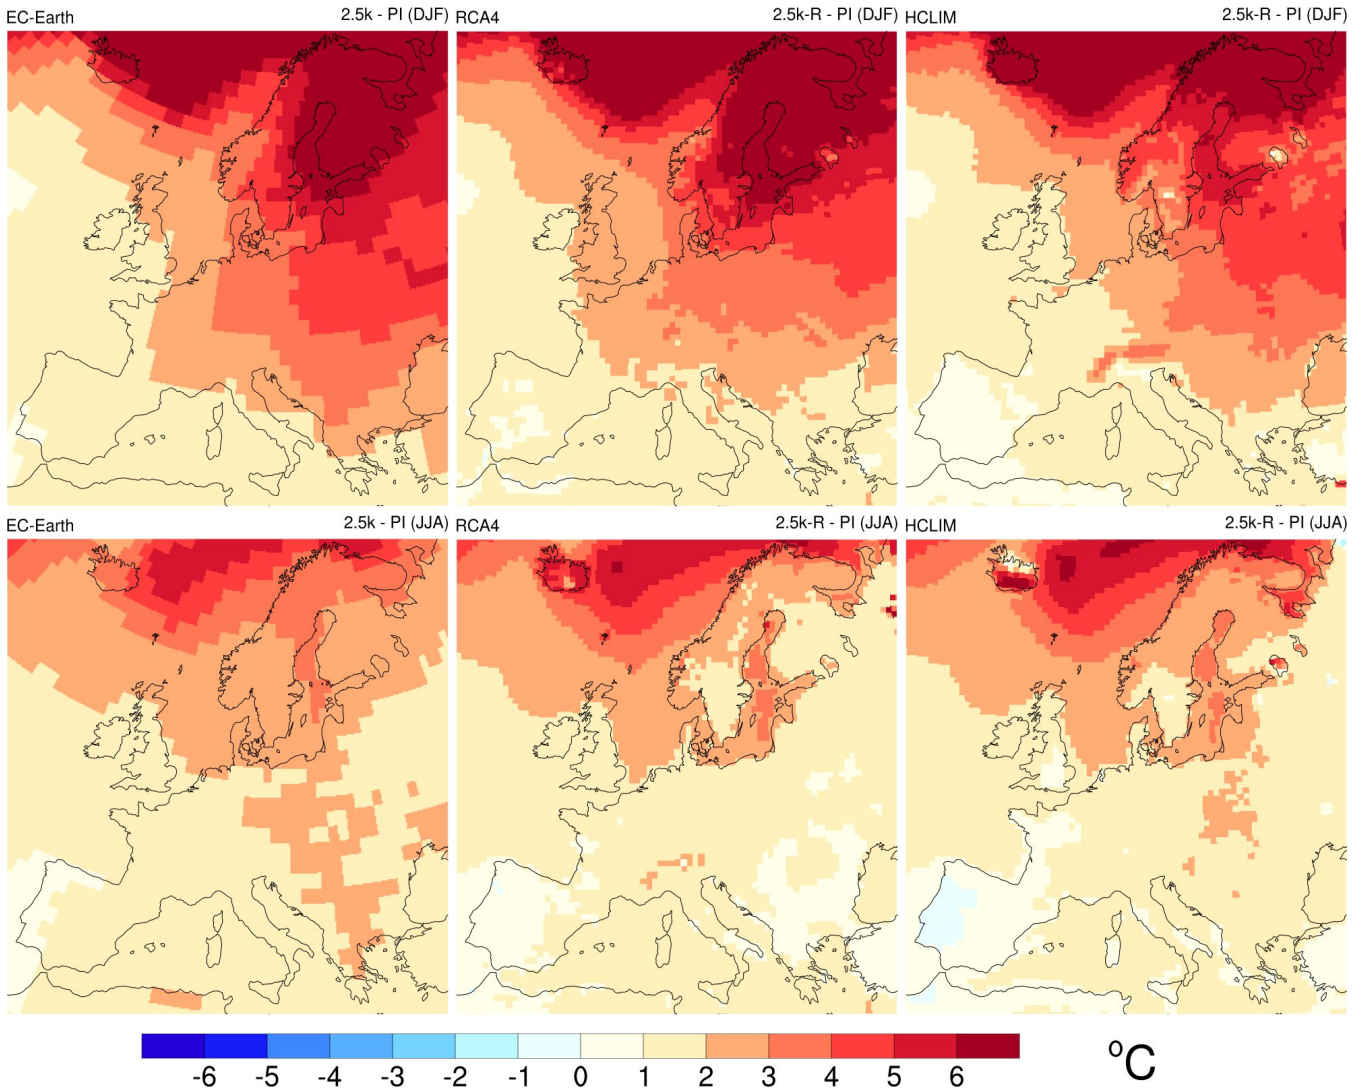 EC-Earth 2.5k - PI (DJF)
RCA4 2.5k-R - PI (DJF)
HCLIM 2.5k-R - PI (DJF)
EC-Earth 2.5k - PI (JJA)
RCA4 2.5k-R - PI (JJA)
HCLIM 2.5k-R - PI (JJA)
-6 -5 -4 -3 -2 -1 0 1 2 3 4 5 6
°C